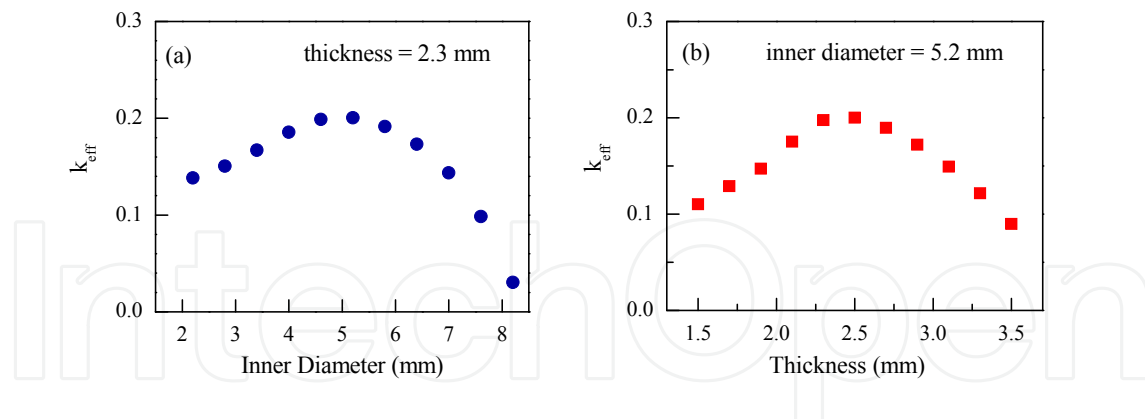 (a)
thickness = 2.3 mm
0.3
0.2
0.1
0.0
k_eff
2 3 4 5 6 7 8
Inner Diameter (mm)
(b)
inner diameter = 5.2 mm
0.3
0.2
0.1
0.0
k_eff
1.5 2.0 2.5 3.0 3.5
Thickness (mm)
IntechOpen